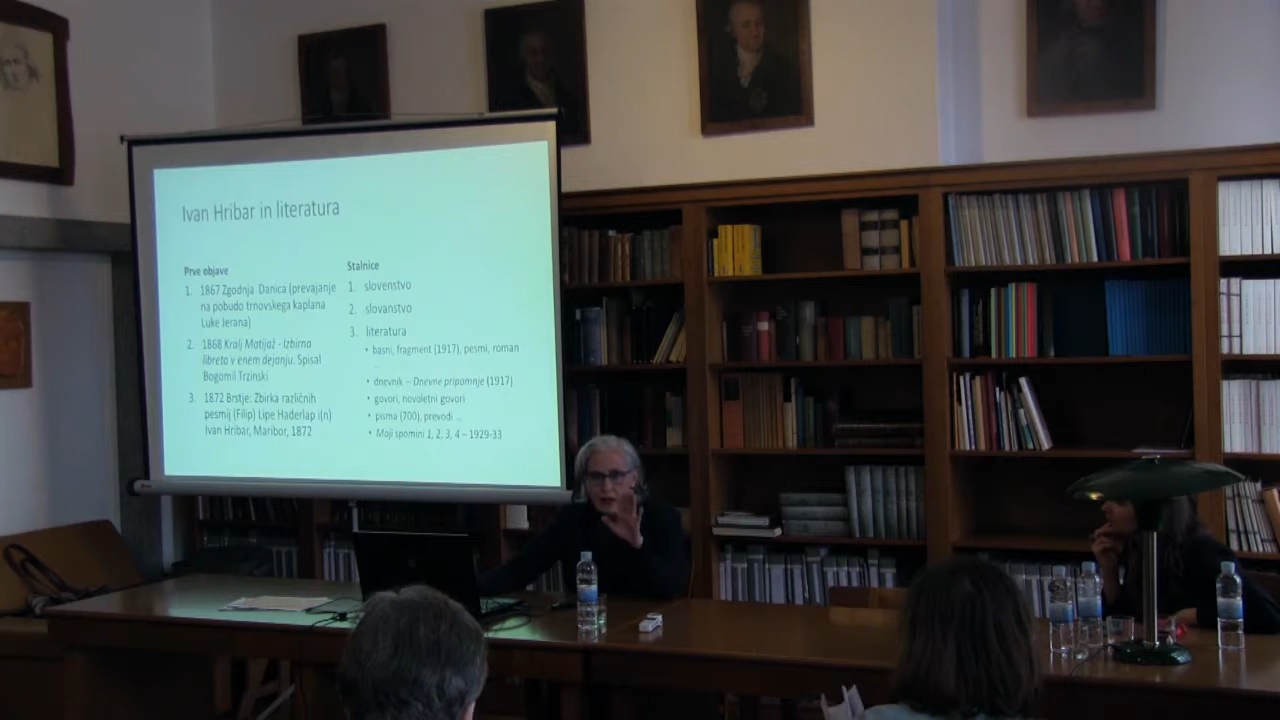 Ivan Hribar in literatura
Prve objave
1. 1867 Zgodnja Danica (prevajanje
na pobudo trnovskega kaplana
Luke Jerana)
2. 1868 Kralj Matijaž - Izbirna
libreta v enem dejanju. Spisal
Bogomil Trzinski
3. 1872 Brstje: Zbirka različnih
pesmij (Filip) Lipe Haderlap i(n)
Ivan Hribar, Maribor, 1872
Stalnice
1. slovenstvo
2. slovanstvo
3. literatura
• basni, fragment (1917), pesmi, roman
...
• dnevnik – Dnevne pripomnje (1917)
• govori, novoletni govori
• pisma (700), prevodi ...
• Moji spomini 1, 2, 3, 4 – 1929-33